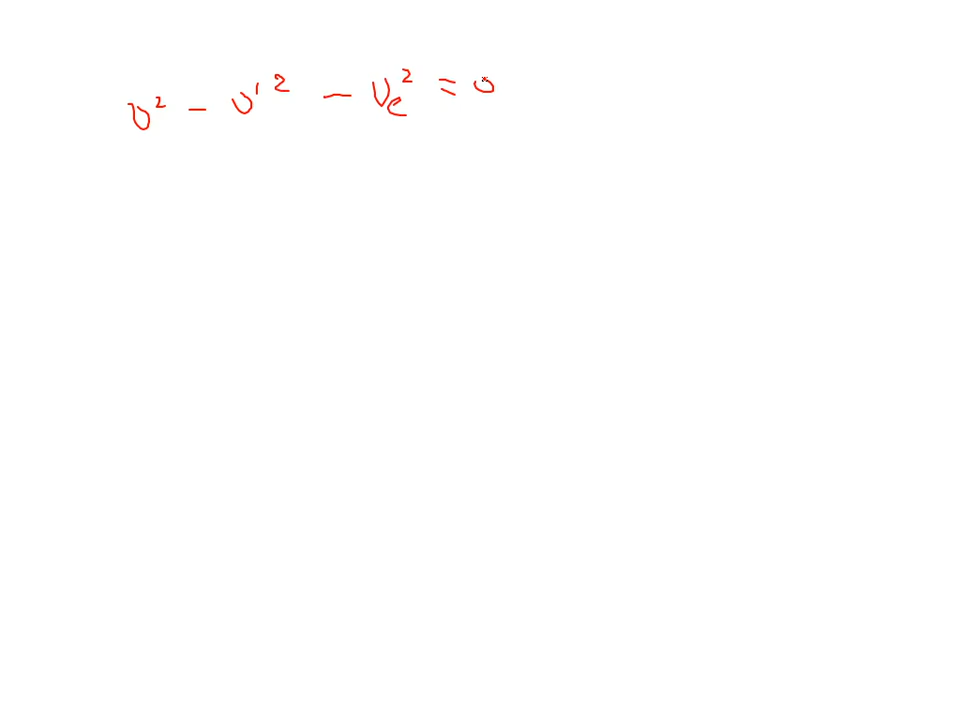 v² - v'² - v_e² = 0